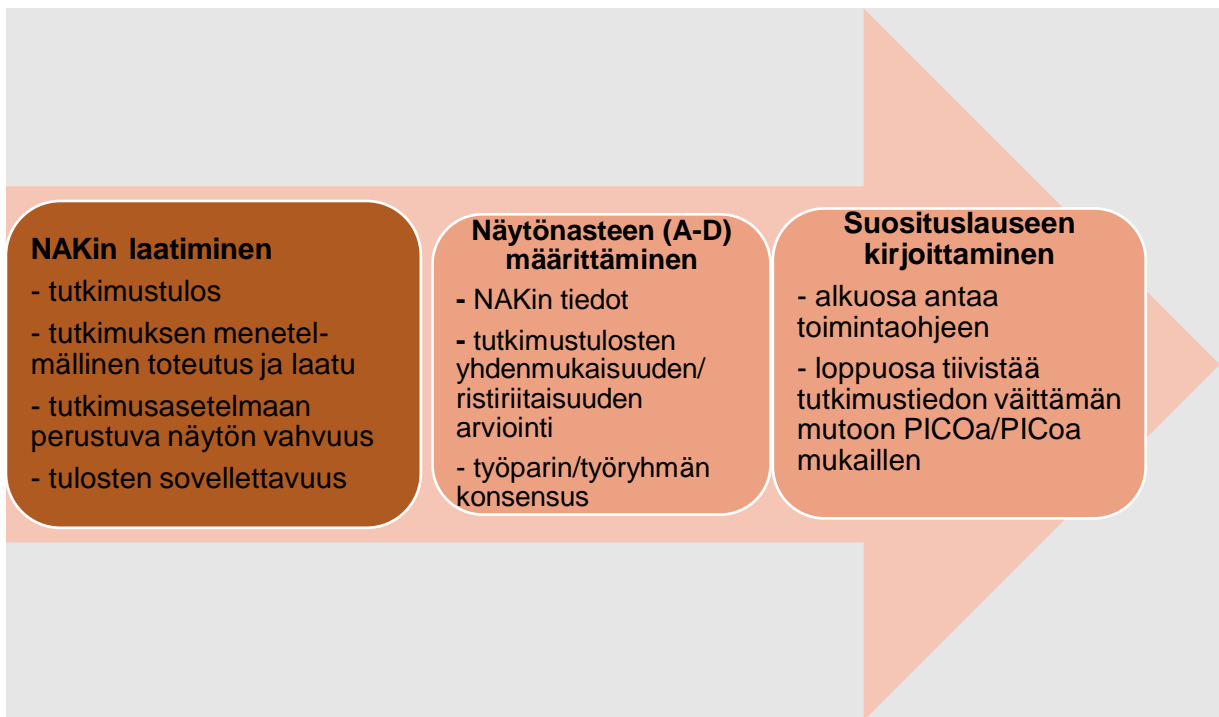 NAKin laatiminen
- tutkimustulos
- tutkimuksen menetel-
mällinen toteutus ja laatu
- tutkimusasetelmaan
perustuva näytön vahvuus
- tulosten sovellettavuus
Näytönasteen (A-D)
määrittäminen
- NAKin tiedot
- tutkimustulosten
yhdenmukaisuuden/
ristiriitaisuuden
arviointi
- työparin/työryhmän
konsensus
Suosituslauseen
kirjoittaminen
- alkuosa antaa
toimintaohjeen
- loppuosa tiivistää
tutkimustiedon väittämän
mutoon PICOa/PICoa
mukaillen